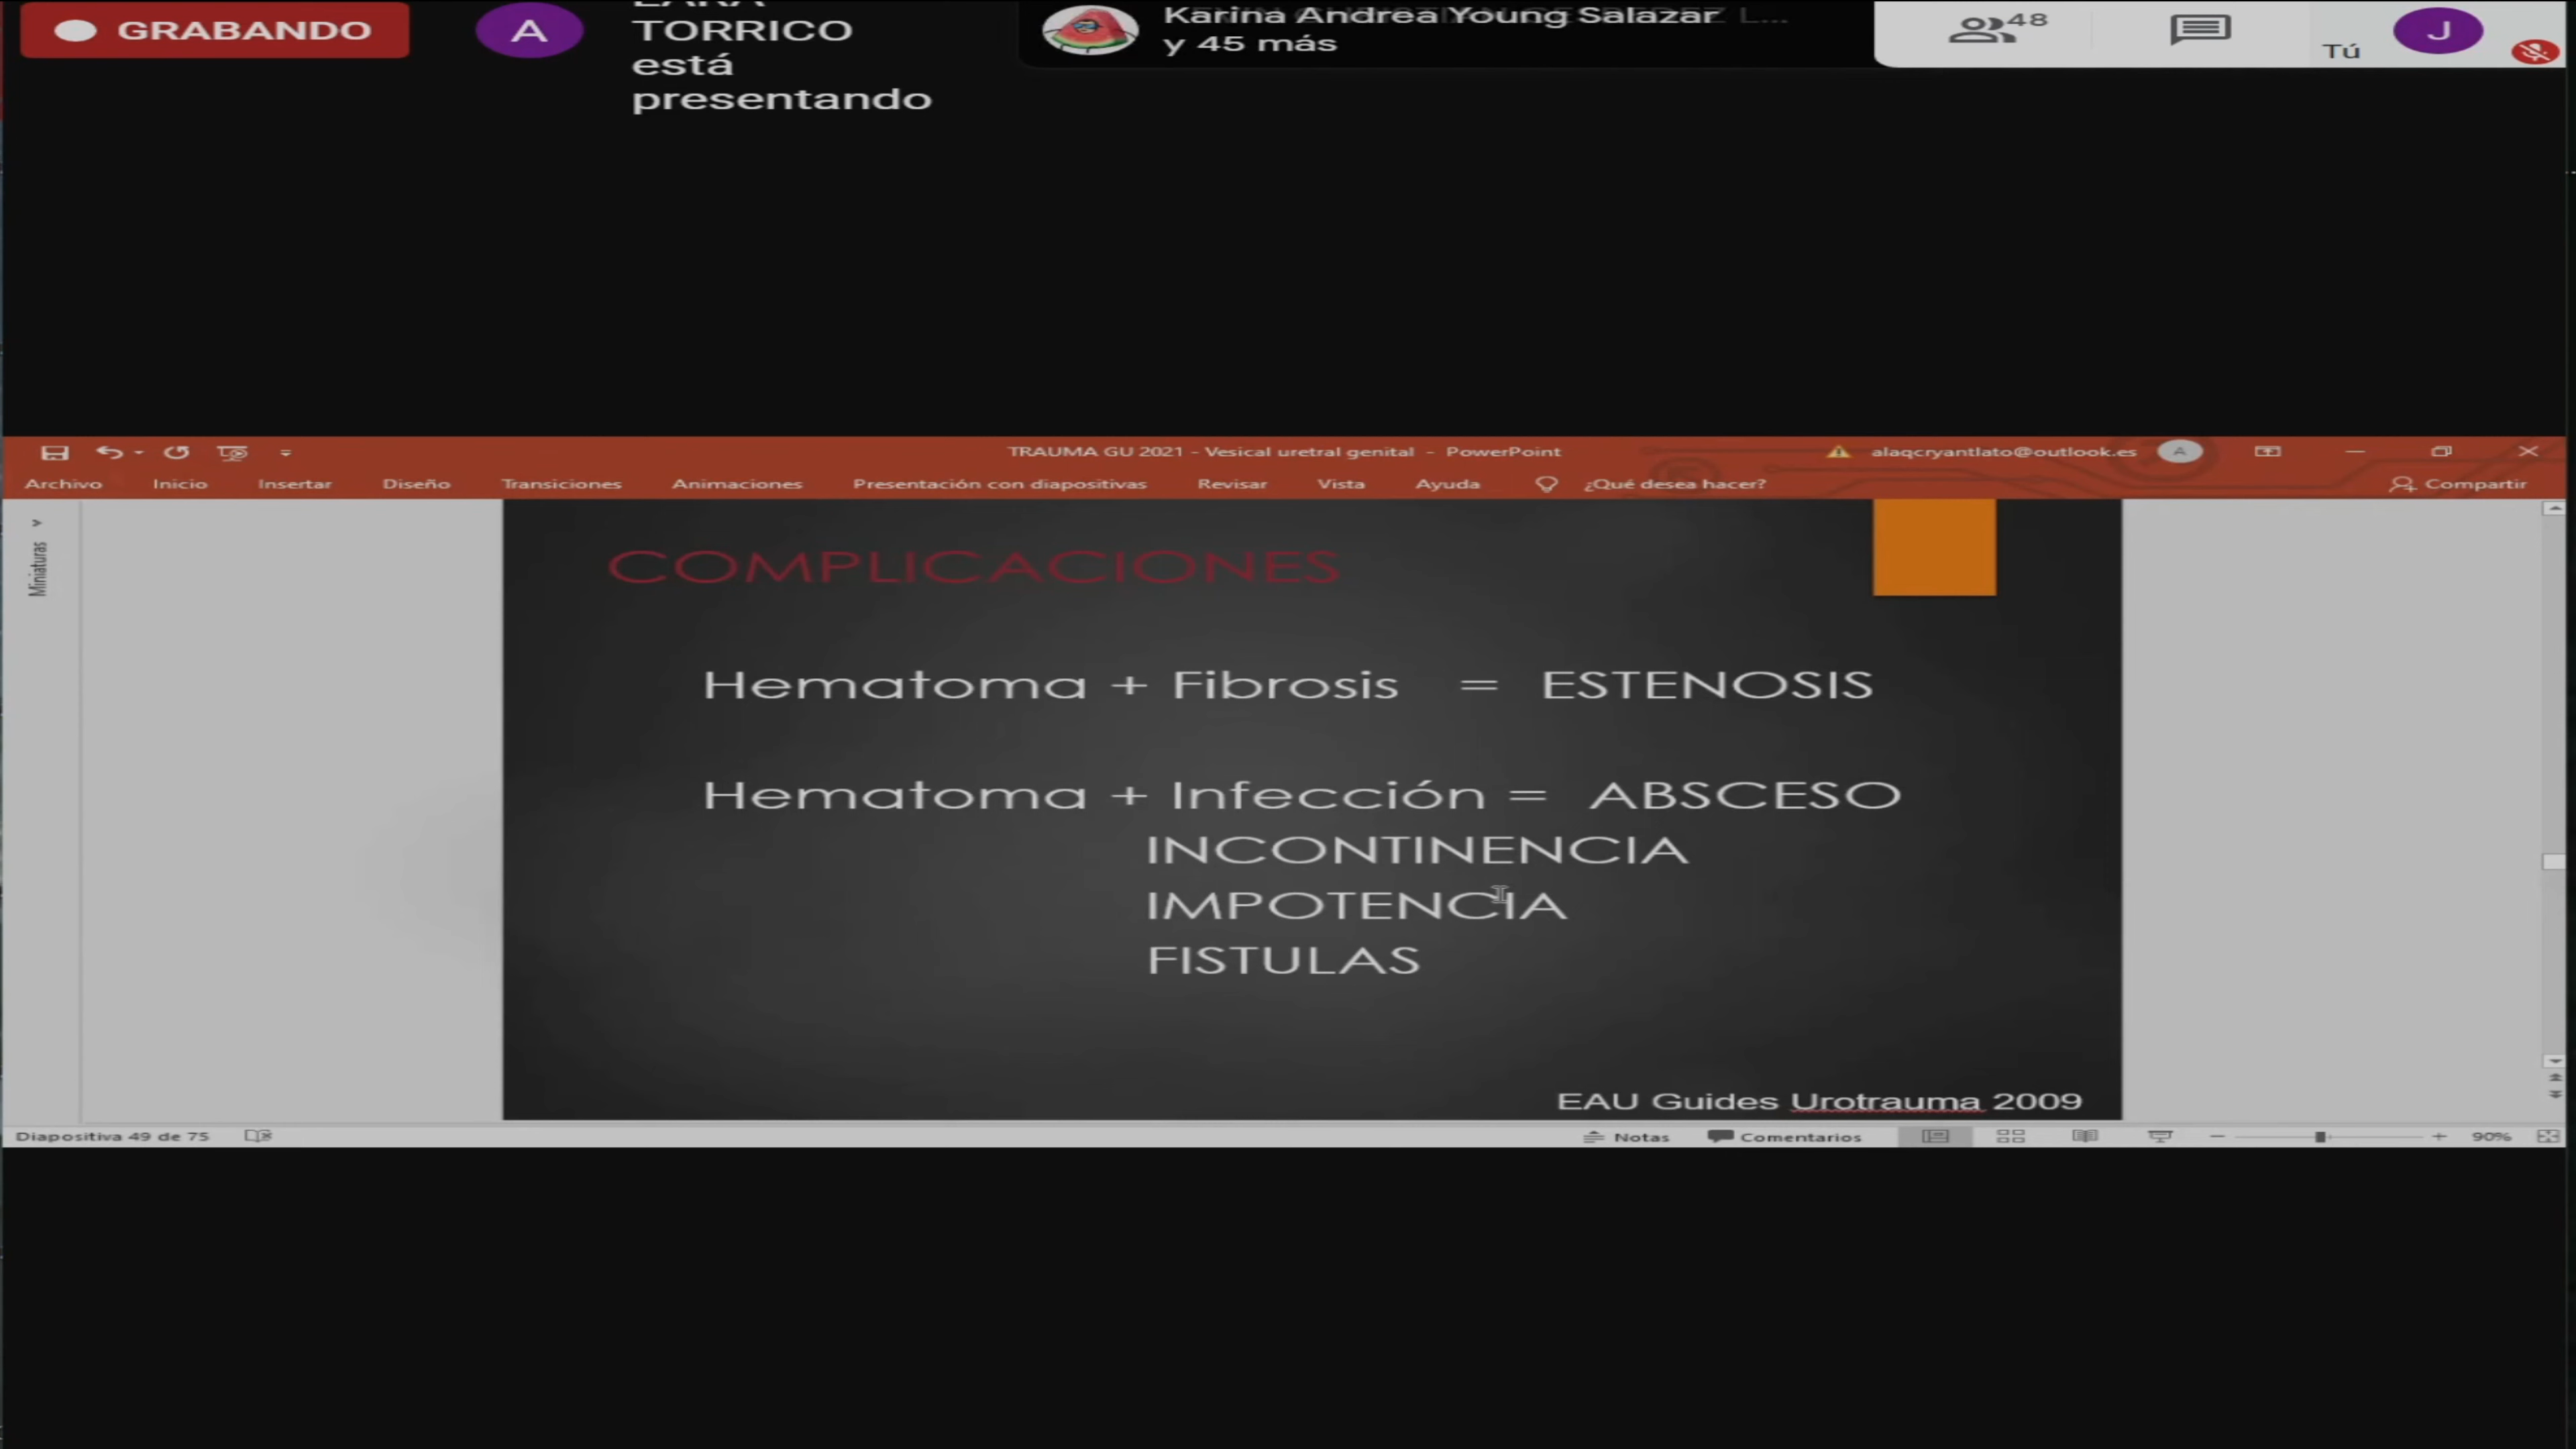 GRABANDO
A
TORRICO
está
presentando
Karina Andrea Young Salazar
y 45 más
48
Tú
J
TRAUMA GU 2021 - Vesical uretral genital - PowerPoint
alaqcryantlato@outlook.es
A
Archivo Inicio Insertar Diseño Transiciones Animaciones Presentación con diapositivas Revisar Vista Ayuda ¿Qué desea hacer? Compartir
Miniaturas
COMPLICACIONES
Hematoma + Fibrosis = ESTENOSIS
Hematoma + Infección = ABSCESO
INCONTINENCIA
IMPOTENCIA
FISTULAS
EAU Guides Urotrauma 2009
Diapositiva 49 de 75
Notas Comentarios 90%